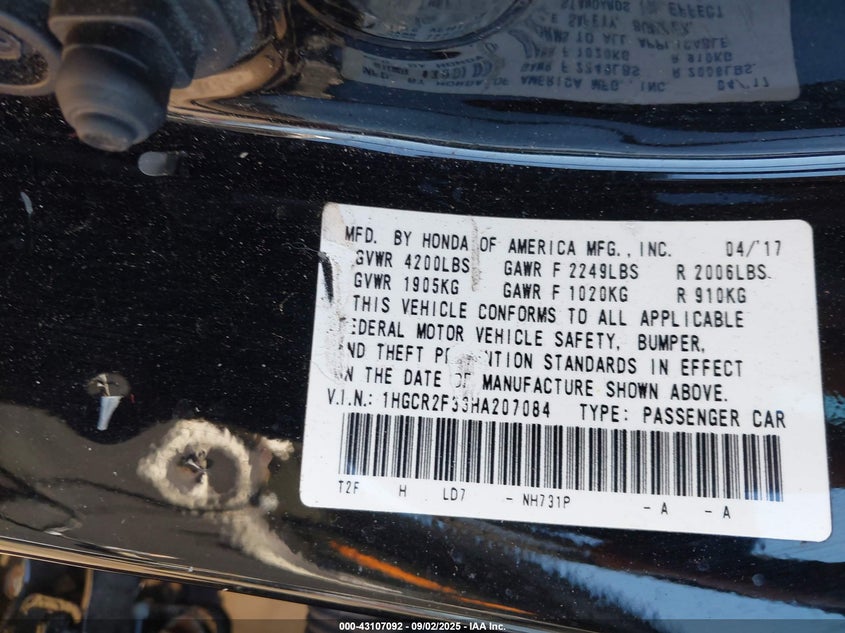 MFD. BY HONDA OF AMERICA MFG., INC. 04/'17
GVWR 4200LBS GAWR F 2249LBS R 2006LBS
GVWR 1905KG GAWR F 1020KG R 910KG
THIS VEHICLE CONFORMS TO ALL APPLICABLE
EDERAL MOTOR VEHICLE SAFETY, BUMPER,
ND THEFT STANDARDS IN EFFECT
N THE DATE MANUFACTURE SHOWN ABOVE.
V.I.N.: 1HGCR2F33HA207084 TYPE: PASSENGER CAR
T2F H LD7 - NH731P - A - A
000-43107092 - 09/02/2025 - IAA Inc.